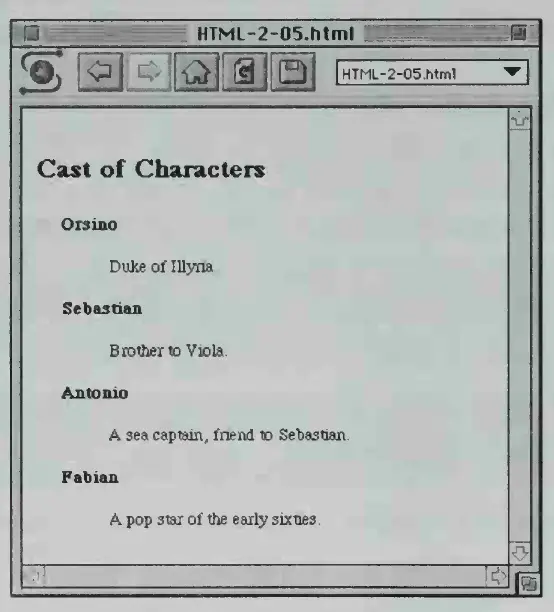 HTML-2-05.html
HTML-2-05.html
Cast of Characters
Orsino
Duke of Illyria
Sebastian
Brother to Viola.
Antonio
A sea captain, friend to Sebastian.
Fabian
A pop star of the early sixties.